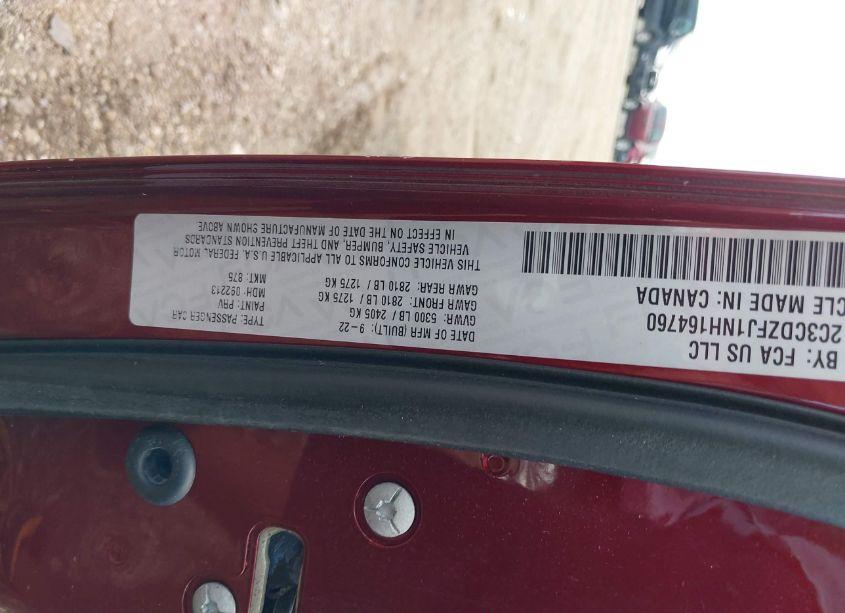 BY: FCA US LLC
2C3CDZFJ1NH164760
CLE MADE IN: CANADA
DATE OF MFR (BUILT): 9-22
GVWR: 5300 LB / 2405 KG
GAWR FRONT: 2810 LB / 1275 KG
GAWR REAR: 2810 LB / 1275 KG
TYPE: PASSENGER CAR
PAINT: PRV
MDH: 092213
MKT: 875
THIS VEHICLE CONFORMS TO ALL APPLICABLE U.S.A. FEDERAL MOTOR
VEHICLE SAFETY, BUMPER, AND THEFT PREVENTION STANDARDS
IN EFFECT ON THE DATE OF MANUFACTURE SHOWN ABOVE